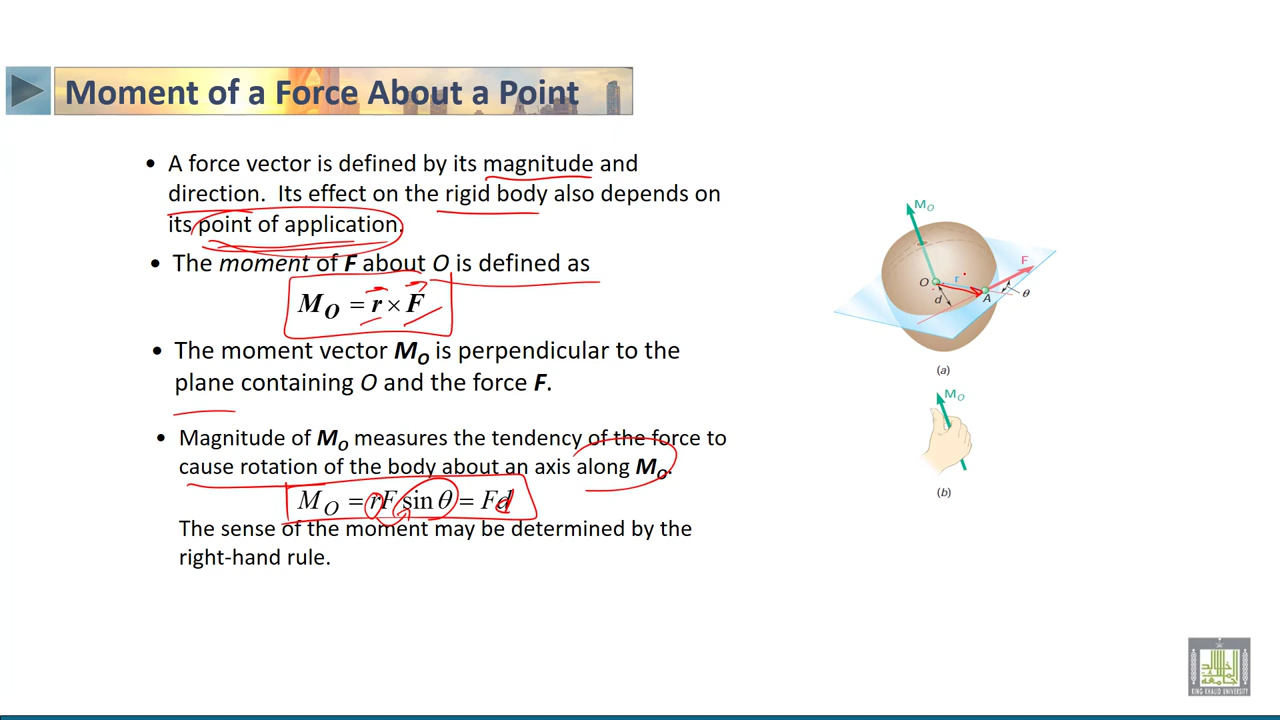 Moment of a Force About a Point
• A force vector is defined by its magnitude and
direction. Its effect on the rigid body also depends on
its point of application.
• The moment of F about O is defined as
M_O = r × F
• The moment vector M_O is perpendicular to the
plane containing O and the force F.
• Magnitude of M_O measures the tendency of the force to
cause rotation of the body about an axis along M_O.
M_O = rF sin θ = Fd
The sense of the moment may be determined by the
right-hand rule.
M_O
F
O
r
d
A
θ
(a)
M_O
(b)
KING KHALID UNIVERSITY